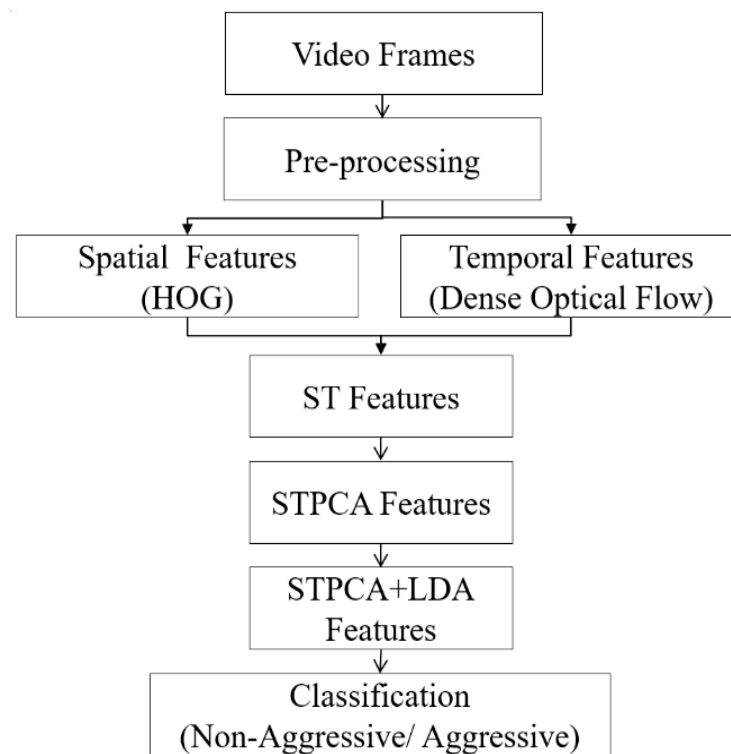 Video Frames
Pre-processing
Spatial Features
(HOG)
Temporal Features
(Dense Optical Flow)
ST Features
STPCA Features
STPCA+LDA
Features
Classification
(Non-Aggressive/ Aggressive)